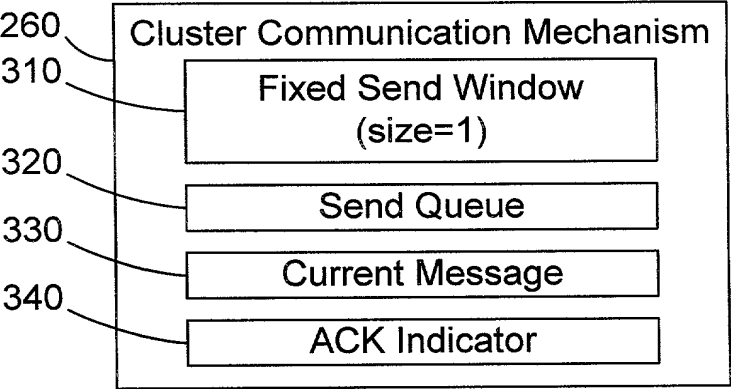 260
Cluster Communication Mechanism
310
Fixed Send Window
(size=1)
320
Send Queue
330
Current Message
340
ACK Indicator